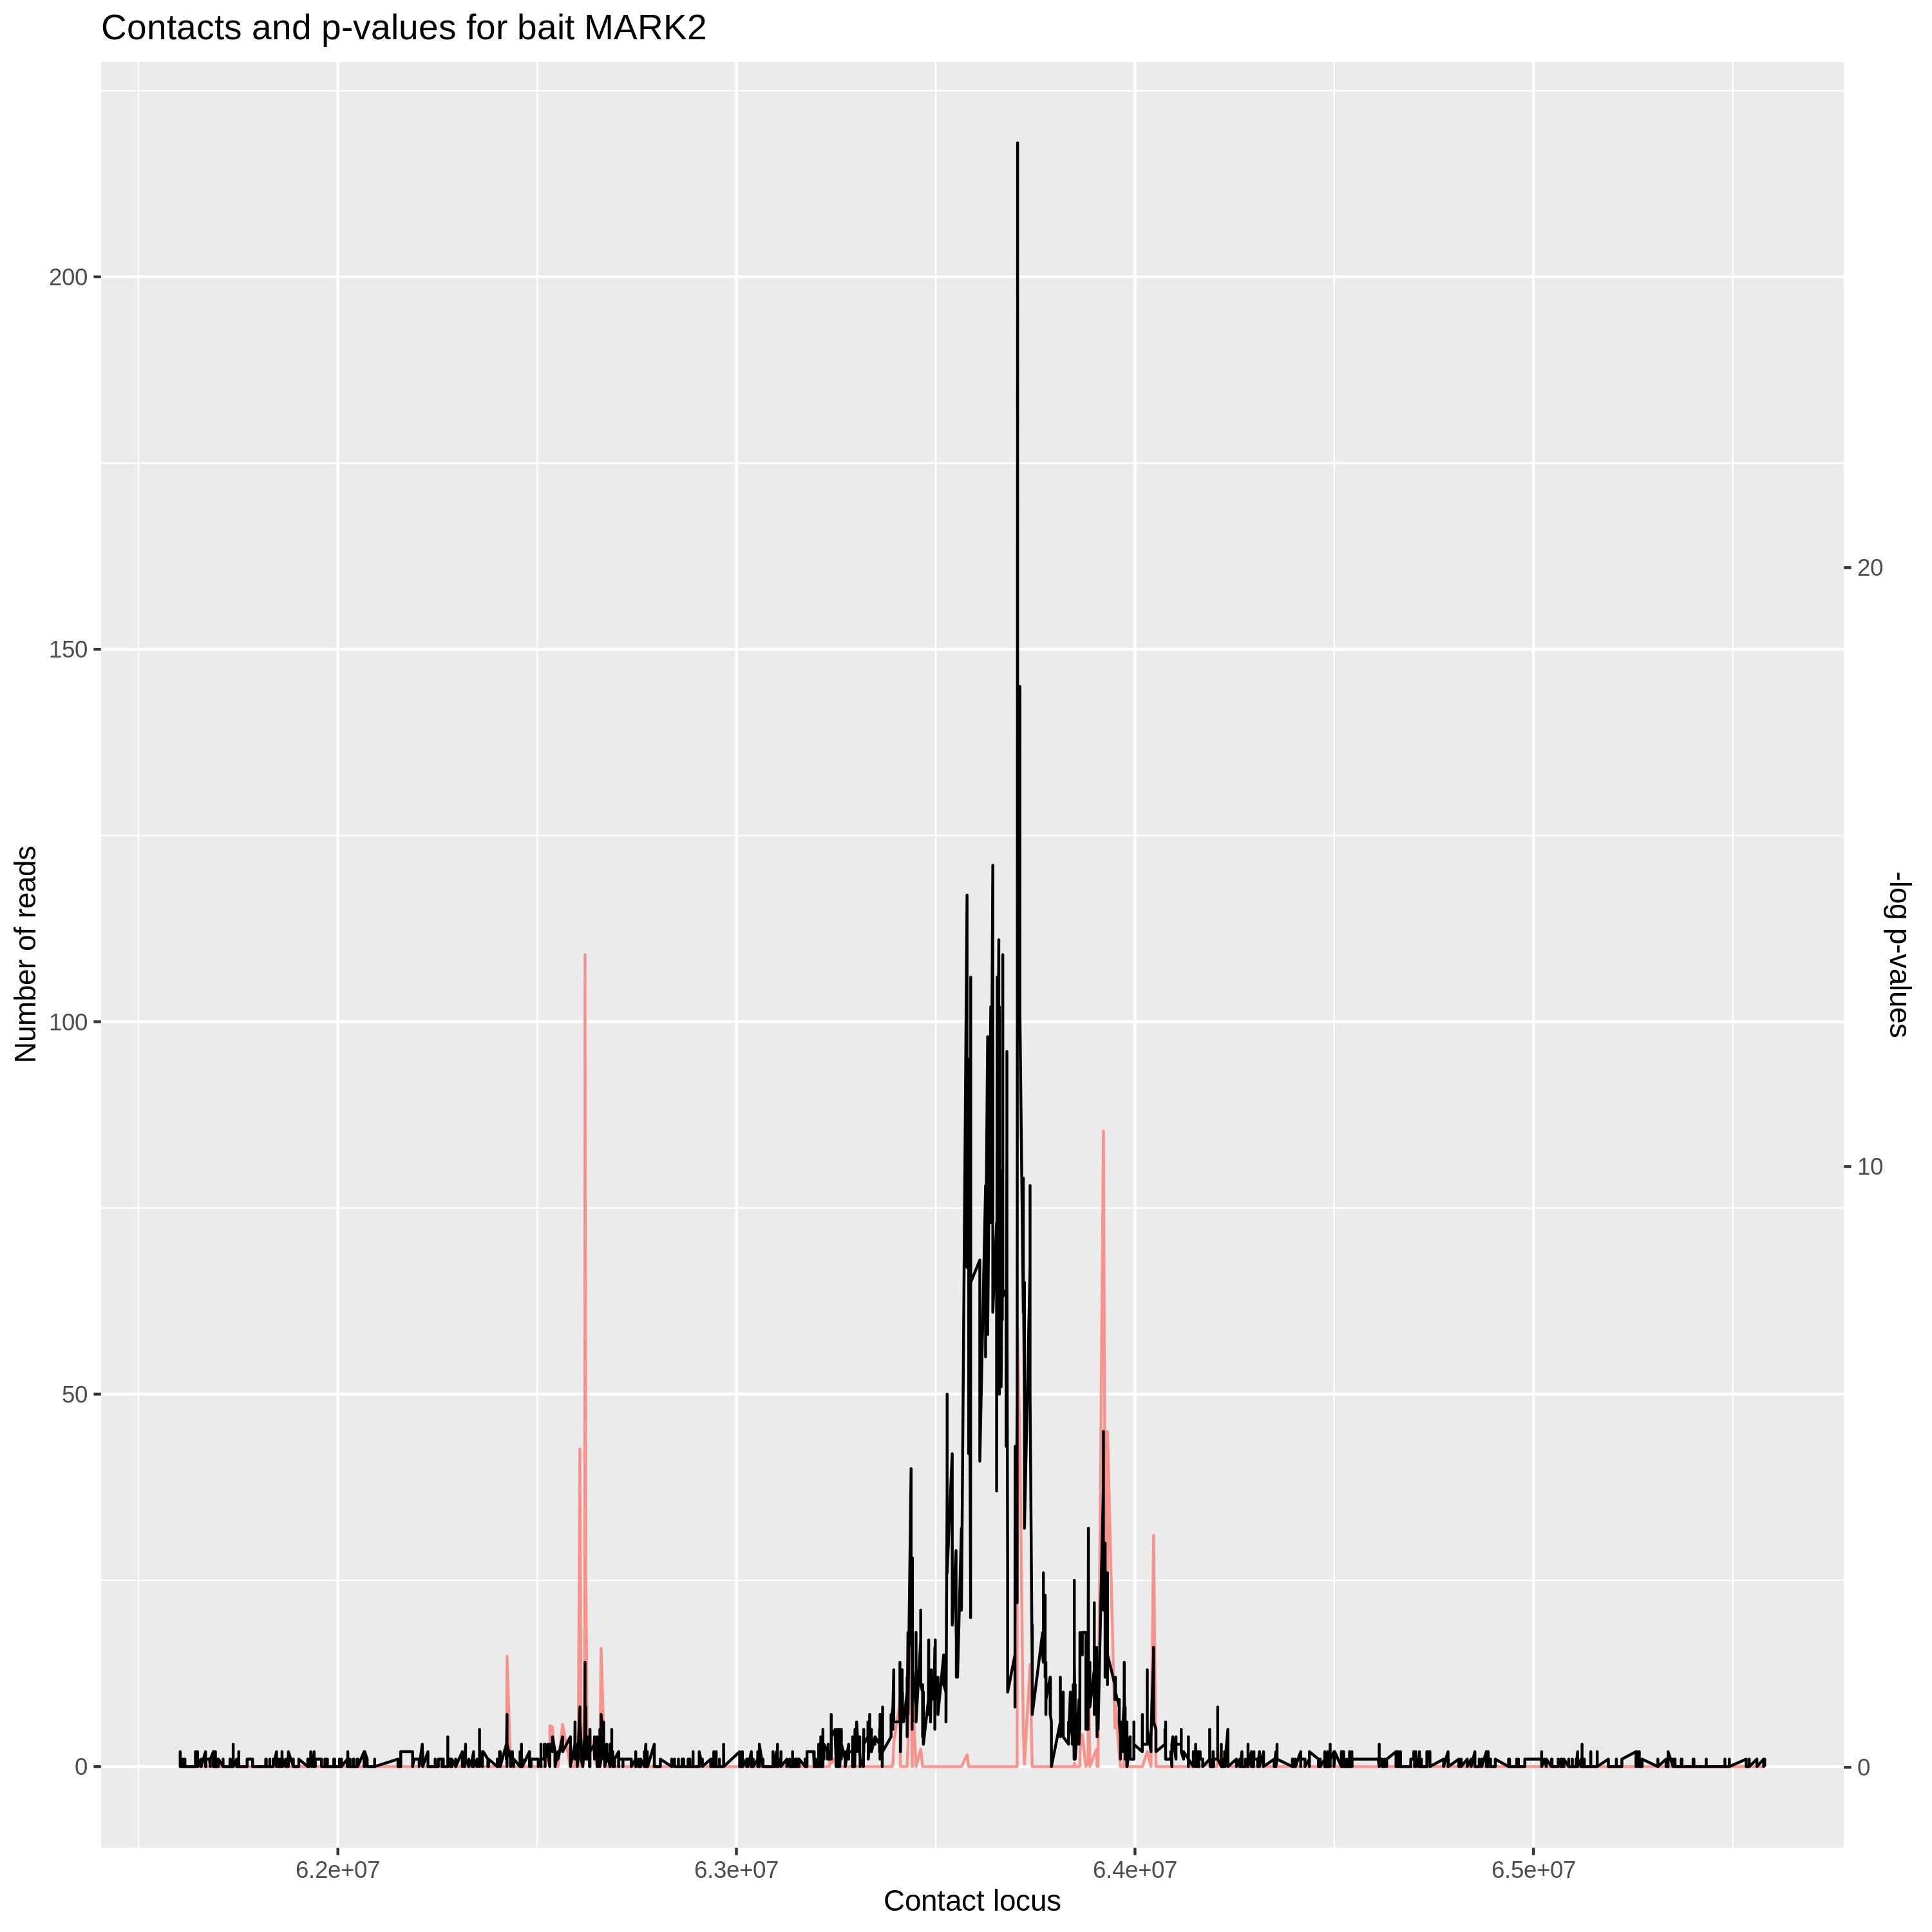 Contacts and p-values for bait MARK2
Number of reads
200
150
100
50
0
20
10
0
-log p-values
6.2e+07 6.3e+07 6.4e+07 6.5e+07
Contact locus